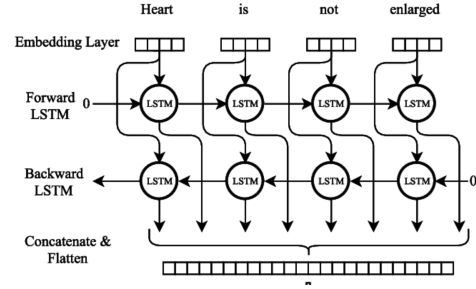 Heart is not enlarged
Embedding Layer
Forward 0 LSTM LSTM LSTM LSTM
LSTM
Backward LSTM LSTM LSTM LSTM 0
LSTM
Concatenate &
Flatten